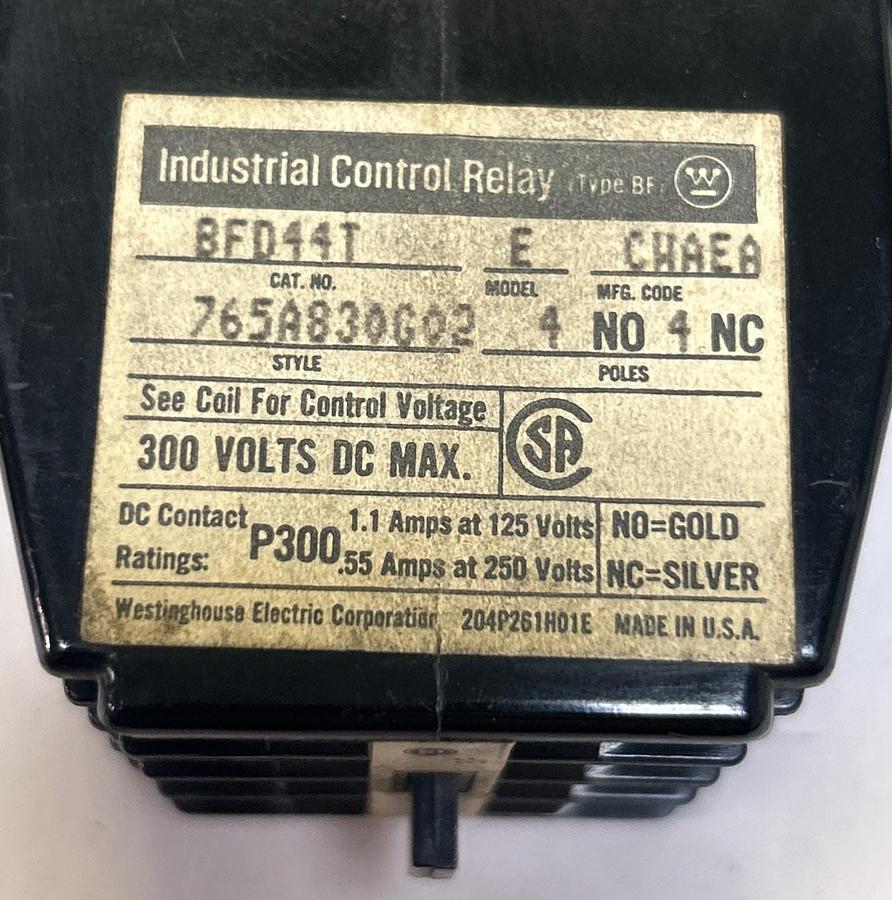 Industrial Control Relay (Type BF) W
BFD44T E CWAEA
CAT. NO. MODEL MFG. CODE
765A830G02 4 NO 4 NC
STYLE POLES
See Coil For Control Voltage
300 VOLTS DC MAX. SA
DC Contact Ratings: P300 1.1 Amps at 125 Volts NO=GOLD
.55 Amps at 250 Volts NC=SILVER
Westinghouse Electric Corporation 204P261H01E MADE IN U.S.A.